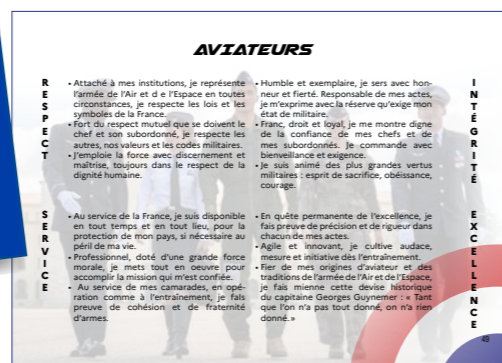 AVIATEURS
RESPECT
• Attaché à mes institutions, je représente
l'armée de l'Air et d e l'Espace en toutes
circonstances, je respecte les lois et les
symboles de la France.
• Fort du respect mutuel que se doivent le
chef et son subordonné, je respecte les
autres, nos valeurs et les codes militaires.
• J'emploie la force avec discernement et
maîtrise, toujours dans le respect de la
dignité humaine.
• Humble et exemplaire, je sers avec hon-
neur et fierté. Responsable de mes actes,
je m'exprime avec la réserve qu'exige mon
état de militaire.
• Franc, droit et loyal, je me montre digne
de la confiance de mes chefs et de
mes subordonnés. Je commande avec
bienveillance et exigence.
• Je suis animé des plus grandes vertus
militaires : esprit de sacrifice, obéissance,
courage.
INTÉGRITÉ
SERVICE
• Au service de la France, je suis disponible
en tout temps et en tout lieu, pour la
protection de mon pays, si nécessaire au
péril de ma vie.
• Professionnel, doté d'une grande force
morale, je mets tout en oeuvre pour
accomplir la mission qui m'est confiée.
• Au service de mes camarades, en opé-
ration comme à l'entraînement, je fais
preuve de cohésion et de fraternité
d'armes.
• En quête permanente de l'excellence, je
fais preuve de précision et de rigueur dans
chacun de mes actes.
• Agile et innovant, je cultive audace,
mesure et initiative dès l'entraînement.
• Fier de mes origines d'aviateur et des
traditions de l'armée de l'Air et de l'Espace,
je fais mienne cette devise historique
du capitaine Georges Guynemer : « Tant
que l'on n'a pas tout donné, on n'a rien
donné. »
EXCELLENCE
49